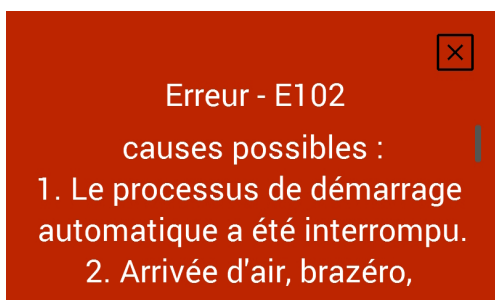 Erreur - E102
causes possibles :
1. Le processus de démarrage
automatique a été interrompu.
2. Arrivée d'air, brazéro,